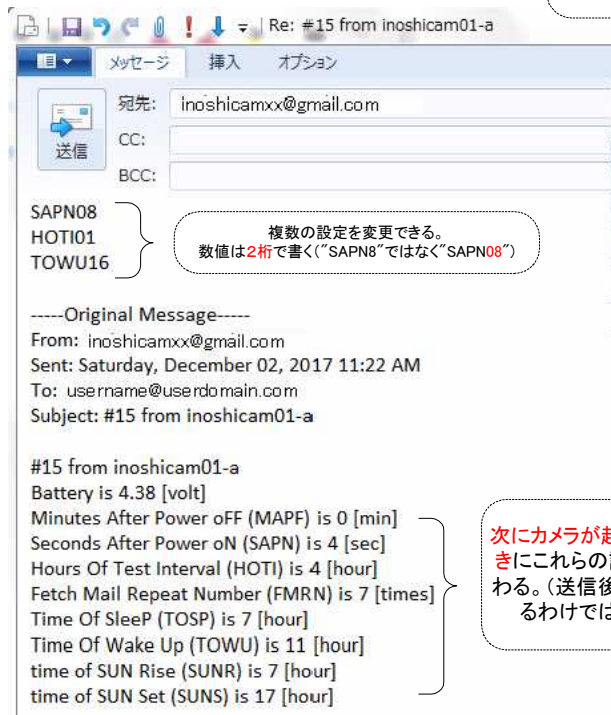 Re: #15 from inoshicam01-a
メッセージ 挿入 オプション
送信
宛先: inoshicamxx@gmail.com
CC:
BCC:
SAPN08
HOTI01
TOWU16
複数の設定を変更できる。
数値は2桁で書く("SAPN8"ではなく"SAPN08")
-----Original Message-----
From: inoshicamxx@gmail.com
Sent: Saturday, December 02, 2017 11:22 AM
To: username@userdomain.com
Subject: #15 from inoshicam01-a
#15 from inoshicam01-a
Battery is 4.38 [volt]
Minutes After Power oFF (MAPF) is 0 [min]
Seconds After Power oN (SAPN) is 4 [sec]
Hours Of Test Interval (HOTI) is 4 [hour]
Fetch Mail Repeat Number (FMRN) is 7 [times]
Time Of SleeP (TOSP) is 7 [hour]
Time Of Wake Up (TOWU) is 11 [hour]
time of SUN Rise (SUNR) is 7 [hour]
time of SUN Set (SUNS) is 17 [hour]
次にカメラが起
きにこれらの
わる。(送信後
るわけでは